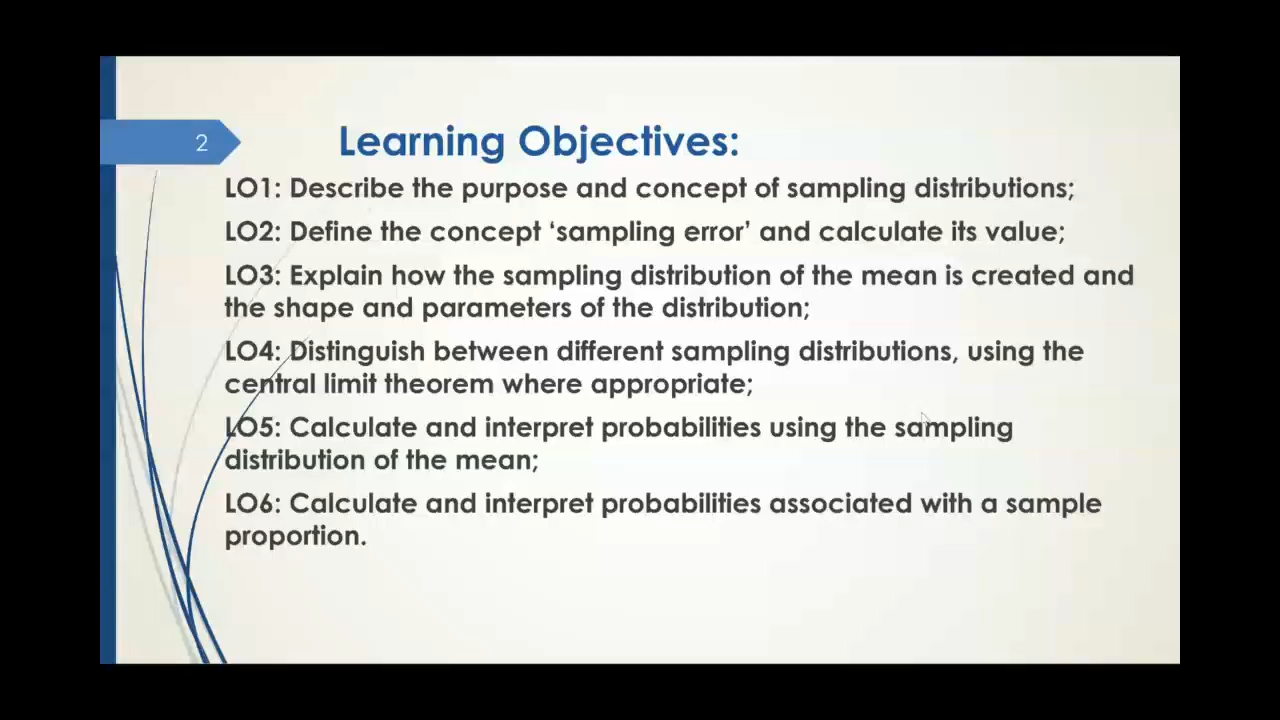 2
Learning Objectives:
LO1: Describe the purpose and concept of sampling distributions;
LO2: Define the concept ‘sampling error’ and calculate its value;
LO3: Explain how the sampling distribution of the mean is created and
the shape and parameters of the distribution;
LO4: Distinguish between different sampling distributions, using the
central limit theorem where appropriate;
LO5: Calculate and interpret probabilities using the sampling
distribution of the mean;
LO6: Calculate and interpret probabilities associated with a sample
proportion.